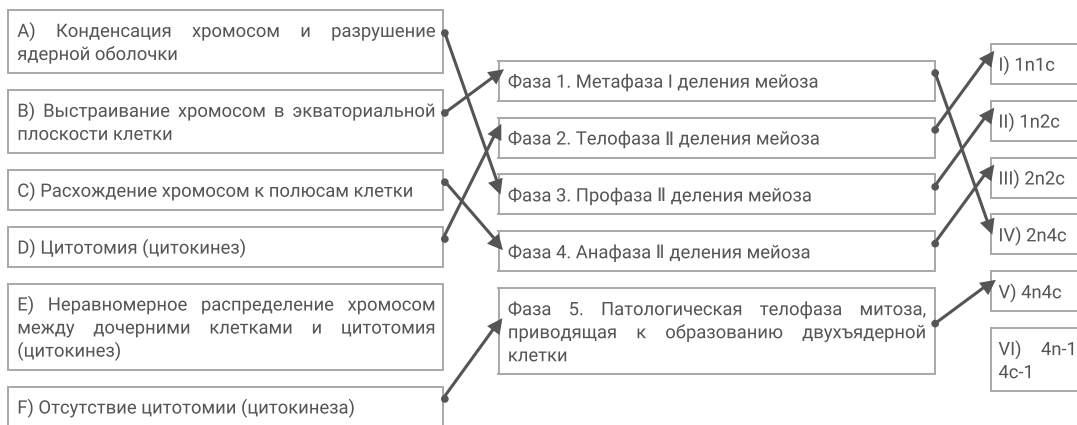 A) Конденсация хромосом и разрушение
ядерной оболочки
B) Выстраивание хромосом в экваториальной
плоскости клетки
C) Расхождение хромосом к полюсам клетки
D) Цитотомия (цитокинез)
E) Неравномерное распределение хромосом
между дочерними клетками и цитотомия
(цитокинез)
F) Отсутствие цитотомии (цитокинеза)
Фаза 1. Метафаза I деления мейоза
Фаза 2. Телофаза II деления мейоза
Фаза 3. Профаза II деления мейоза
Фаза 4. Анафаза II деления мейоза
Фаза 5. Патологическая телофаза митоза,
приводящая к образованию двухъядерной
клетки
I) 1n1c
II) 1n2c
III) 2n2c
IV) 2n4c
V) 4n4c
VI) 4n-1
4c-1